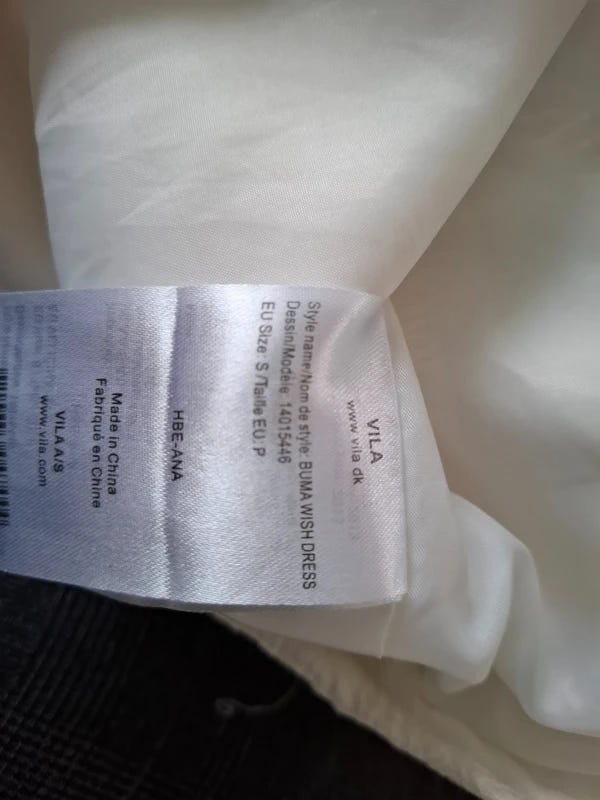 VILA
www.vila.dk
Style name/Nom de style: BUMA WISH DRESS
Dessin/Modèle: 14015446
EU Size: S /Taille EU: P
HBE-ANA
Made in China
Fabriqué en Chine
VILA A/S
www.vila.com